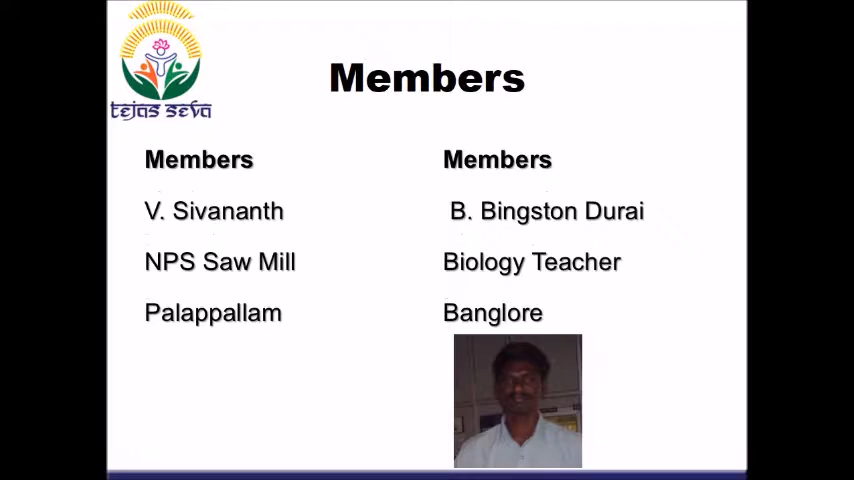 tejas seva
Members
Members
V. Sivananth
NPS Saw Mill
Palappallam
Members
B. Bingston Durai
Biology Teacher
Banglore